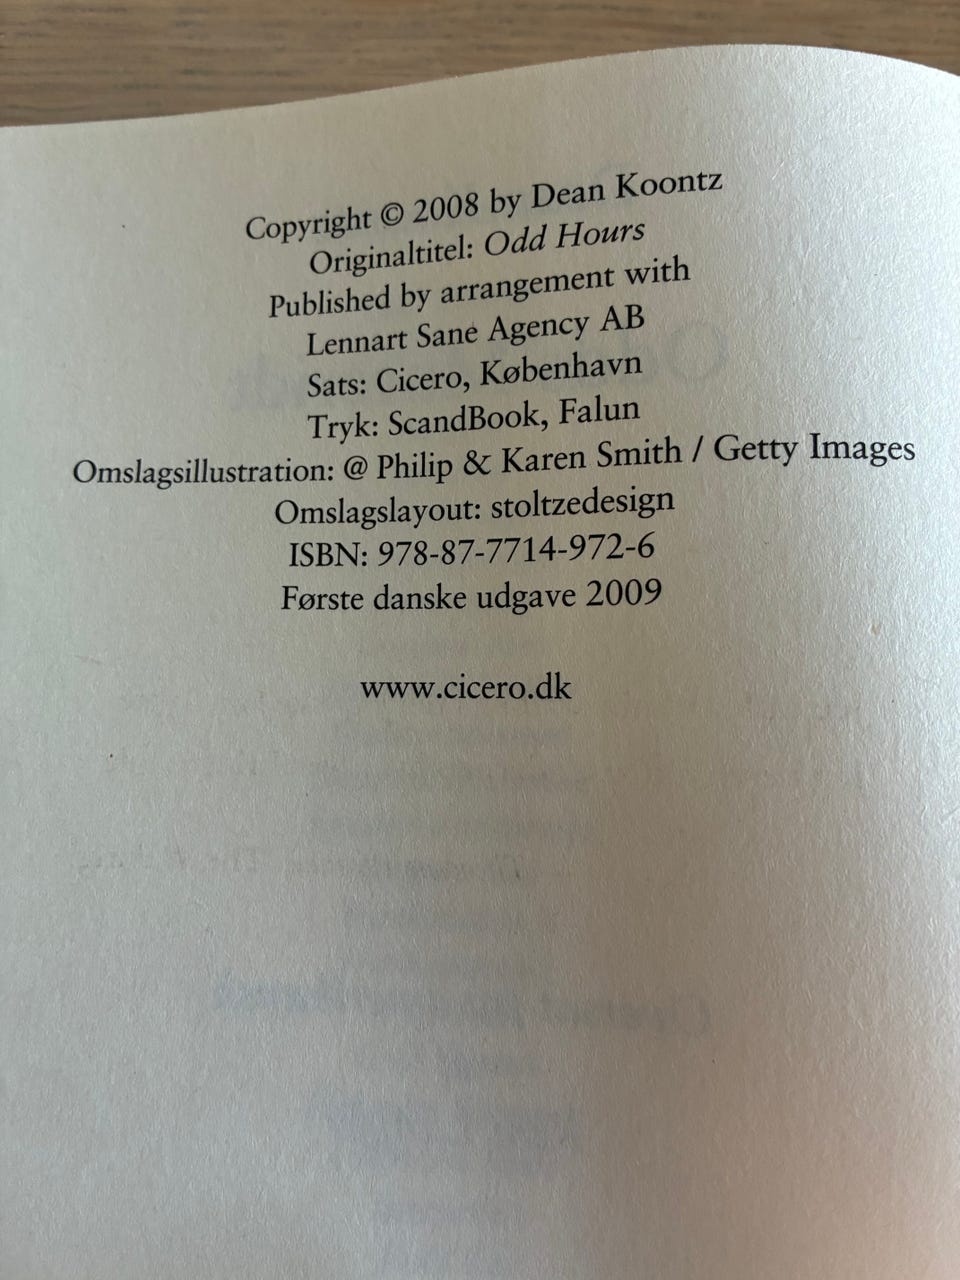 Copyright © 2008 by Dean Koontz
Originaltitel: Odd Hours
Published by arrangement with
Lennart Sane Agency AB
Sats: Cicero, København
Tryk: ScandBook, Falun
Omslagsillustration: @ Philip & Karen Smith / Getty Images
Omslagslayout: stoltzedesign
ISBN: 978-87-7714-972-6
Første danske udgave 2009
www.cicero.dk